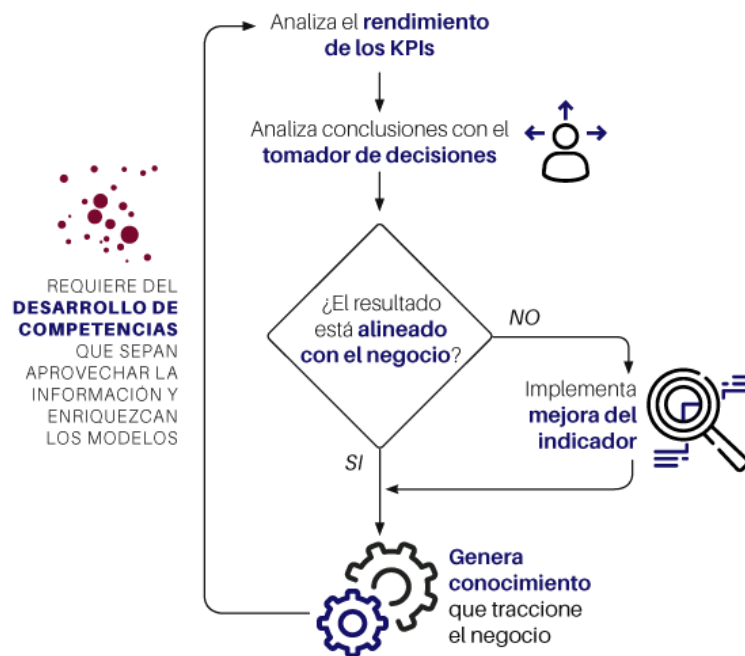 Analiza el rendimiento
de los KPIs
Analiza conclusiones con el
tomador de decisiones
REQUIERE DEL
DESARROLLO DE
COMPETENCIAS
QUE SEPAN
APROVECHAR LA
INFORMACIÓN Y
ENRIQUEZCAN
LOS MODELOS
¿El resultado
está alineado
con el negocio?
NO
Implementa
mejora del
indicador
SI
Genera
conocimiento
que traccione
el negocio